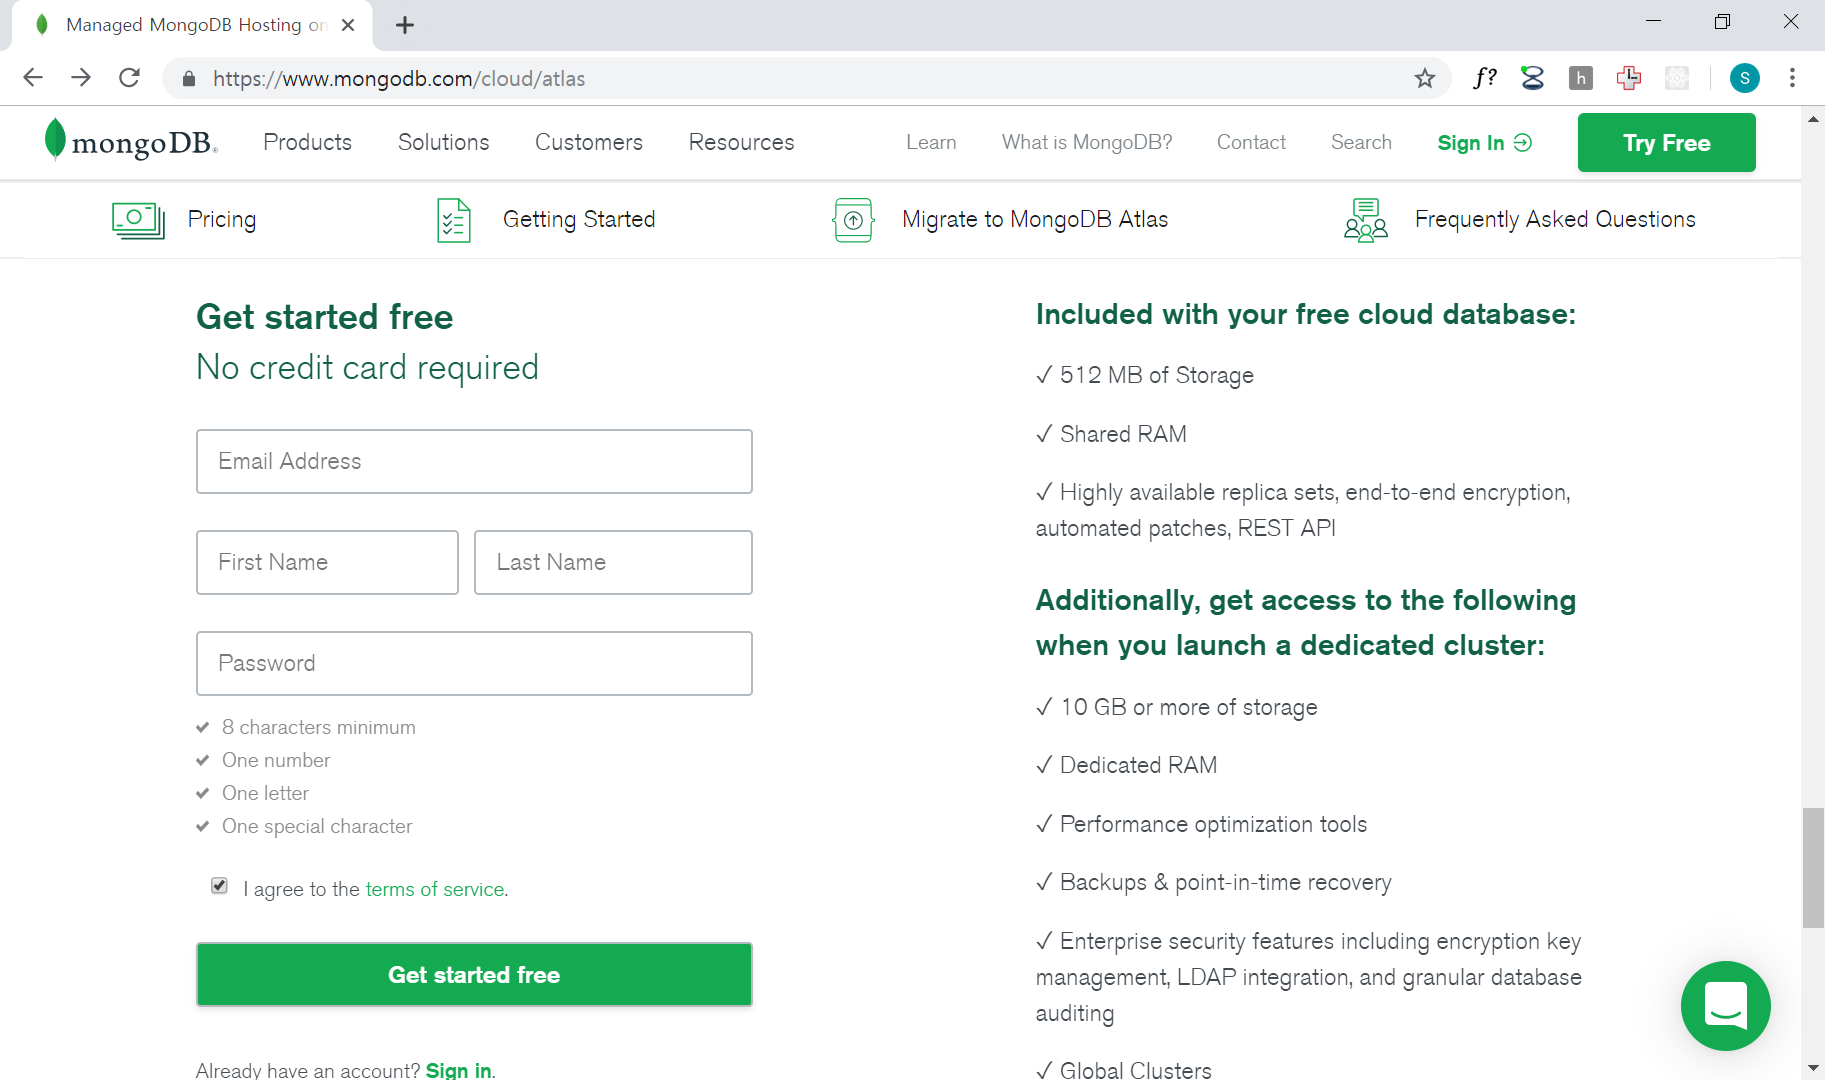 Managed MongoDB Hosting on
https://www.mongodb.com/cloud/atlas
f?
h
S
mongoDB®
Products
Solutions
Customers
Resources
Learn
What is MongoDB?
Contact
Search
Sign In
Try Free
Pricing
Getting Started
Migrate to MongoDB Atlas
Frequently Asked Questions
Get started free
No credit card required
Email Address
First Name
Last Name
Password
✔ 8 characters minimum
✔ One number
✔ One letter
✔ One special character
I agree to the terms of service.
Get started free
Already have an account? Sign in.
Included with your free cloud database:
✓ 512 MB of Storage
✓ Shared RAM
✓ Highly available replica sets, end-to-end encryption,
automated patches, REST API
Additionally, get access to the following
when you launch a dedicated cluster:
✓ 10 GB or more of storage
✓ Dedicated RAM
✓ Performance optimization tools
✓ Backups & point-in-time recovery
✓ Enterprise security features including encryption key
management, LDAP integration, and granular database
auditing
✓ Global Clusters